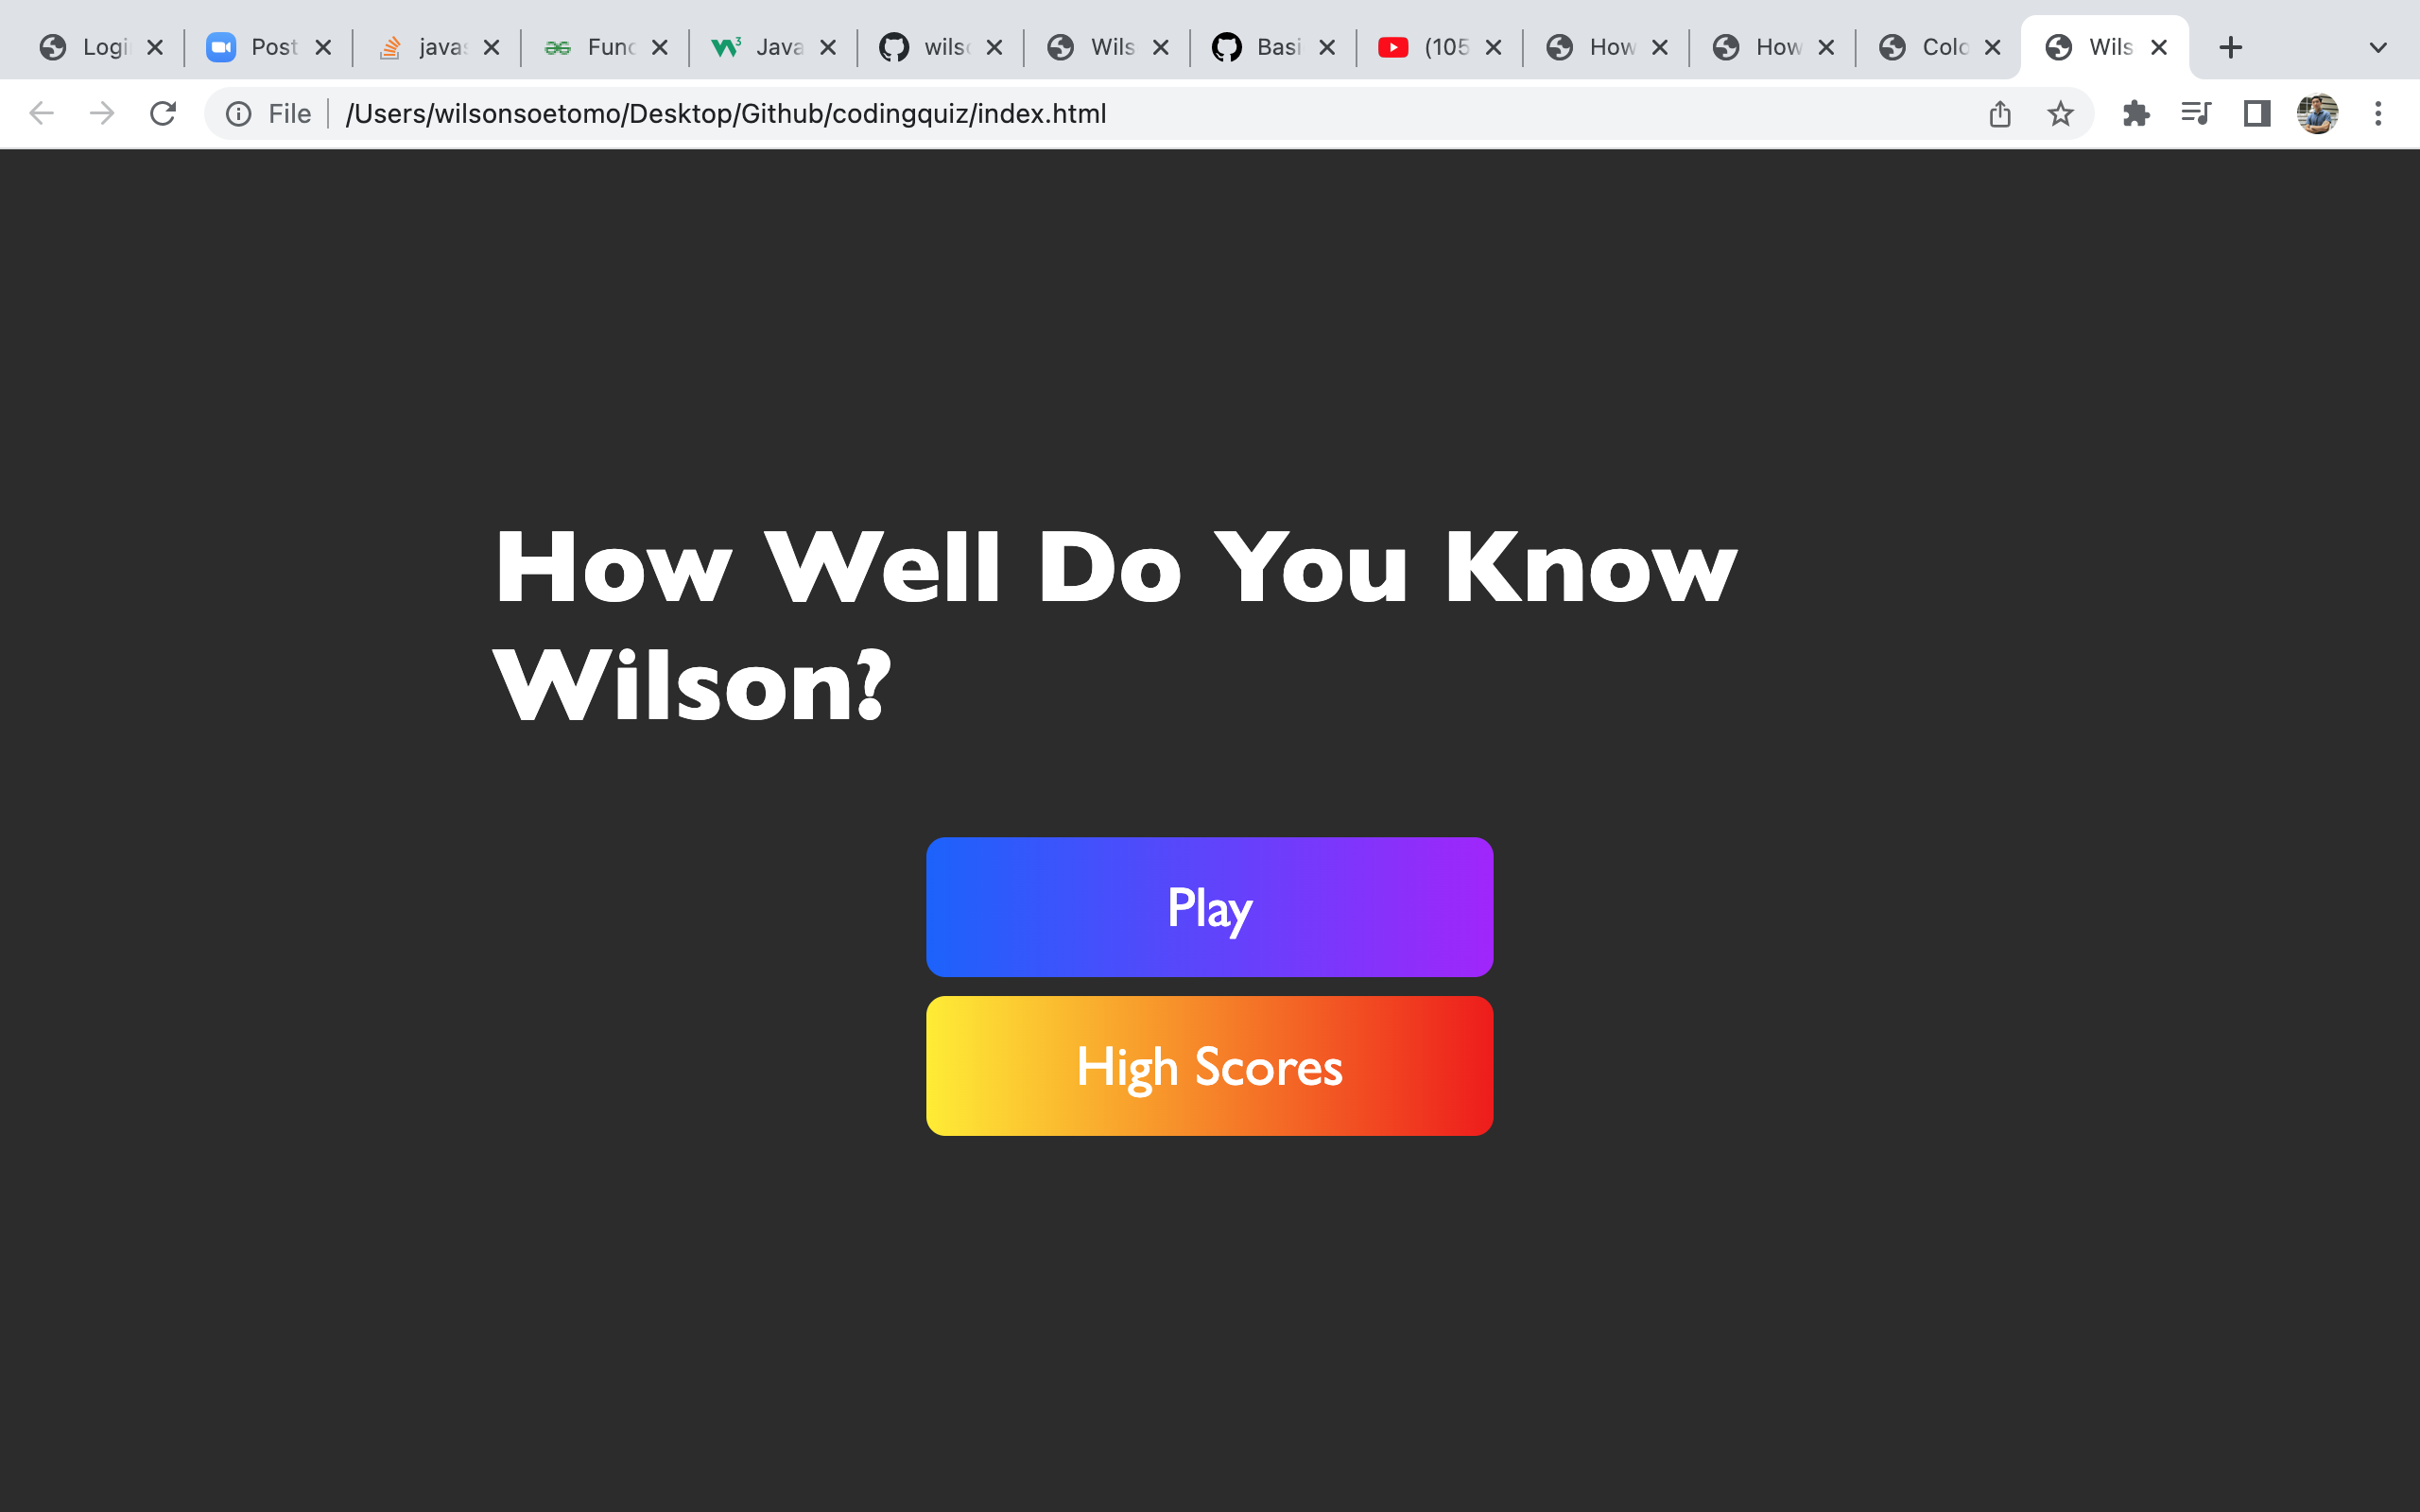 Logi
Post
javas
Func
Java
wilsc
Wils
Basi
(105
How
How
Colo
Wils
File
/Users/wilsonsoetomo/Desktop/Github/codingquiz/index.html
How Well Do You Know
Wilson?
Play
High Scores